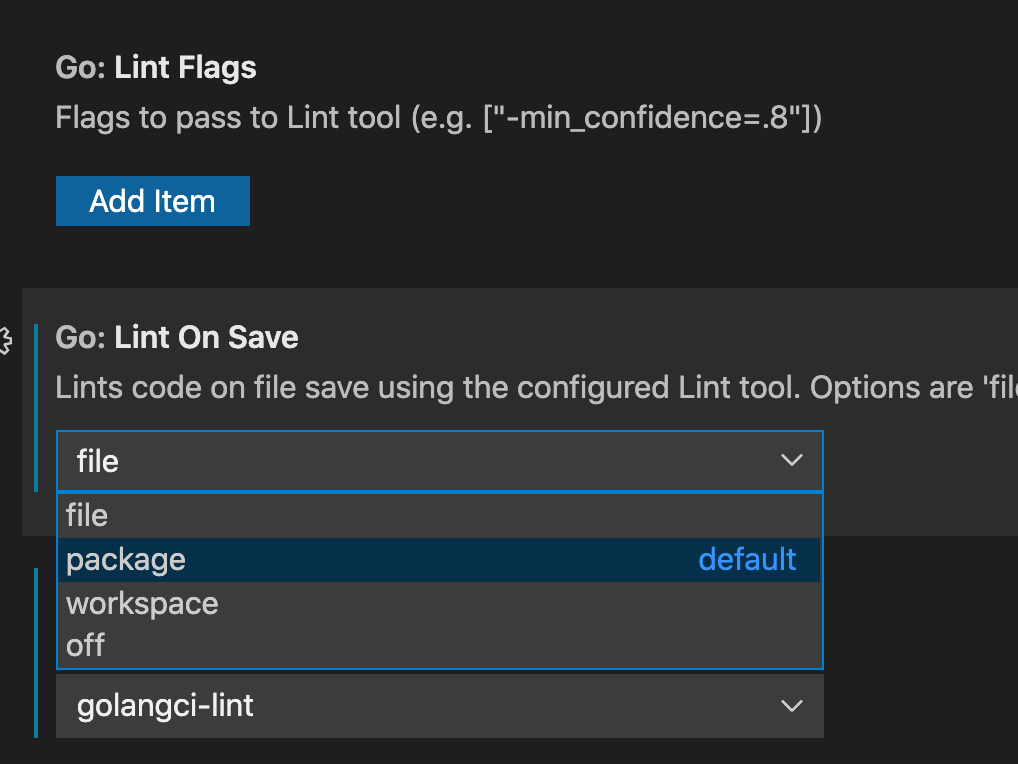 Go: Lint Flags
Flags to pass to Lint tool (e.g. ["-min_confidence=.8"])
Add Item
Go: Lint On Save
Lints code on file save using the configured Lint tool. Options are 'file
file
file
package default
workspace
off
golangci-lint